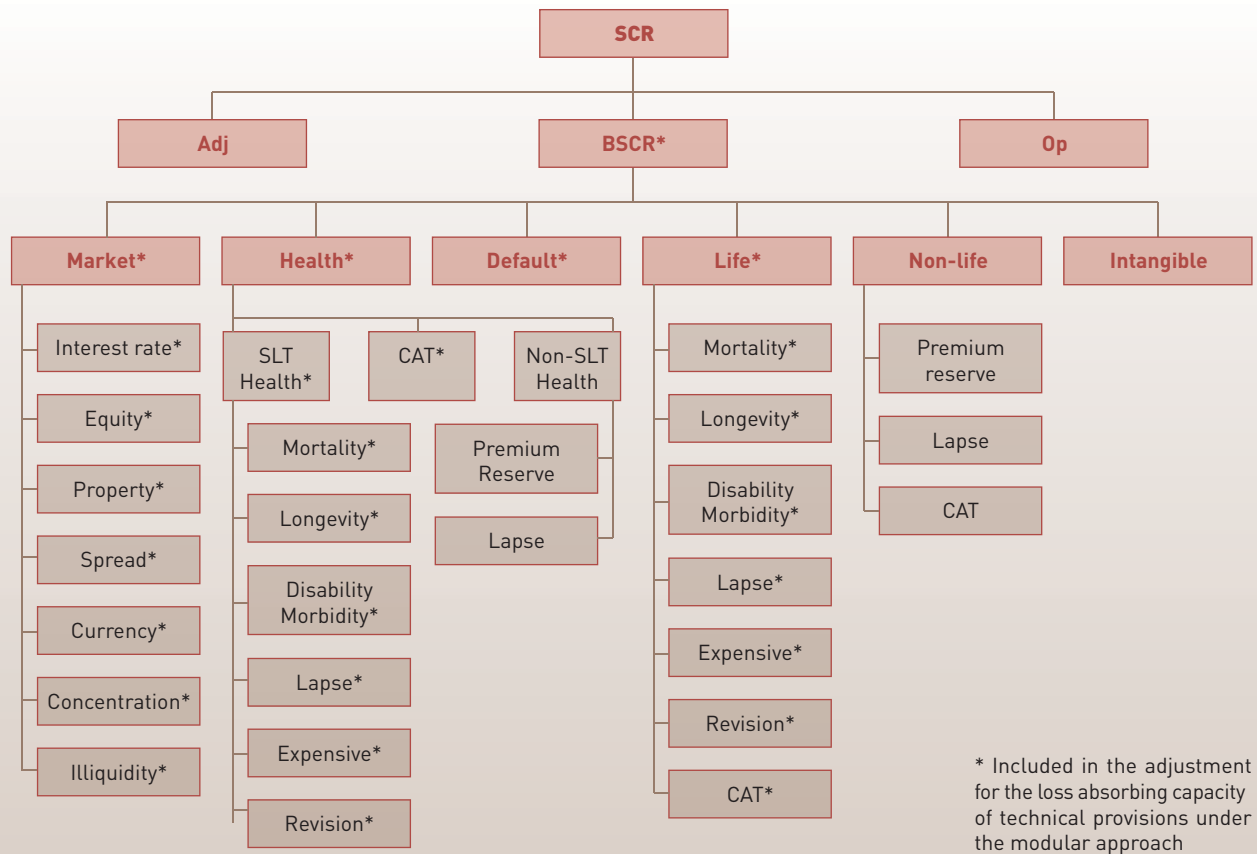 SCR
Adj
BSCR*
Op
Market*
Health*
Default*
Life*
Non-life
Intangible
Interest rate*
Equity*
Property*
Spread*
Currency*
Concentration*
Illiquidity*
SLT
Health*
CAT*
Non-SLT
Health
Mortality*
Longevity*
Disability
Morbidity*
Lapse*
Expensive*
Revision*
Premium
Reserve
Lapse
Mortality*
Longevity*
Disability
Morbidity*
Lapse*
Expensive*
Revision*
CAT*
Premium
reserve
Lapse
CAT
* Included in the adjustment
for the loss absorbing capacity
of technical provisions under
the modular approach